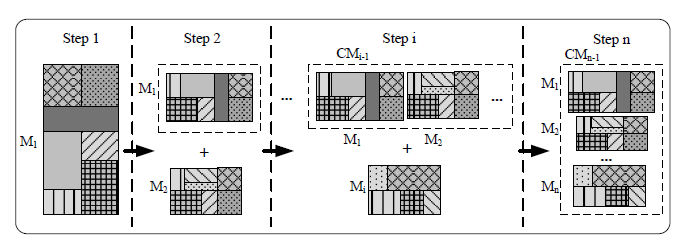 Step 1
Step 2
Step i
Step n
CMi-1
CMn-1
M1
M1
M1
...
...
M2
M1
M2
+
+
...
M2
Mi
Mn